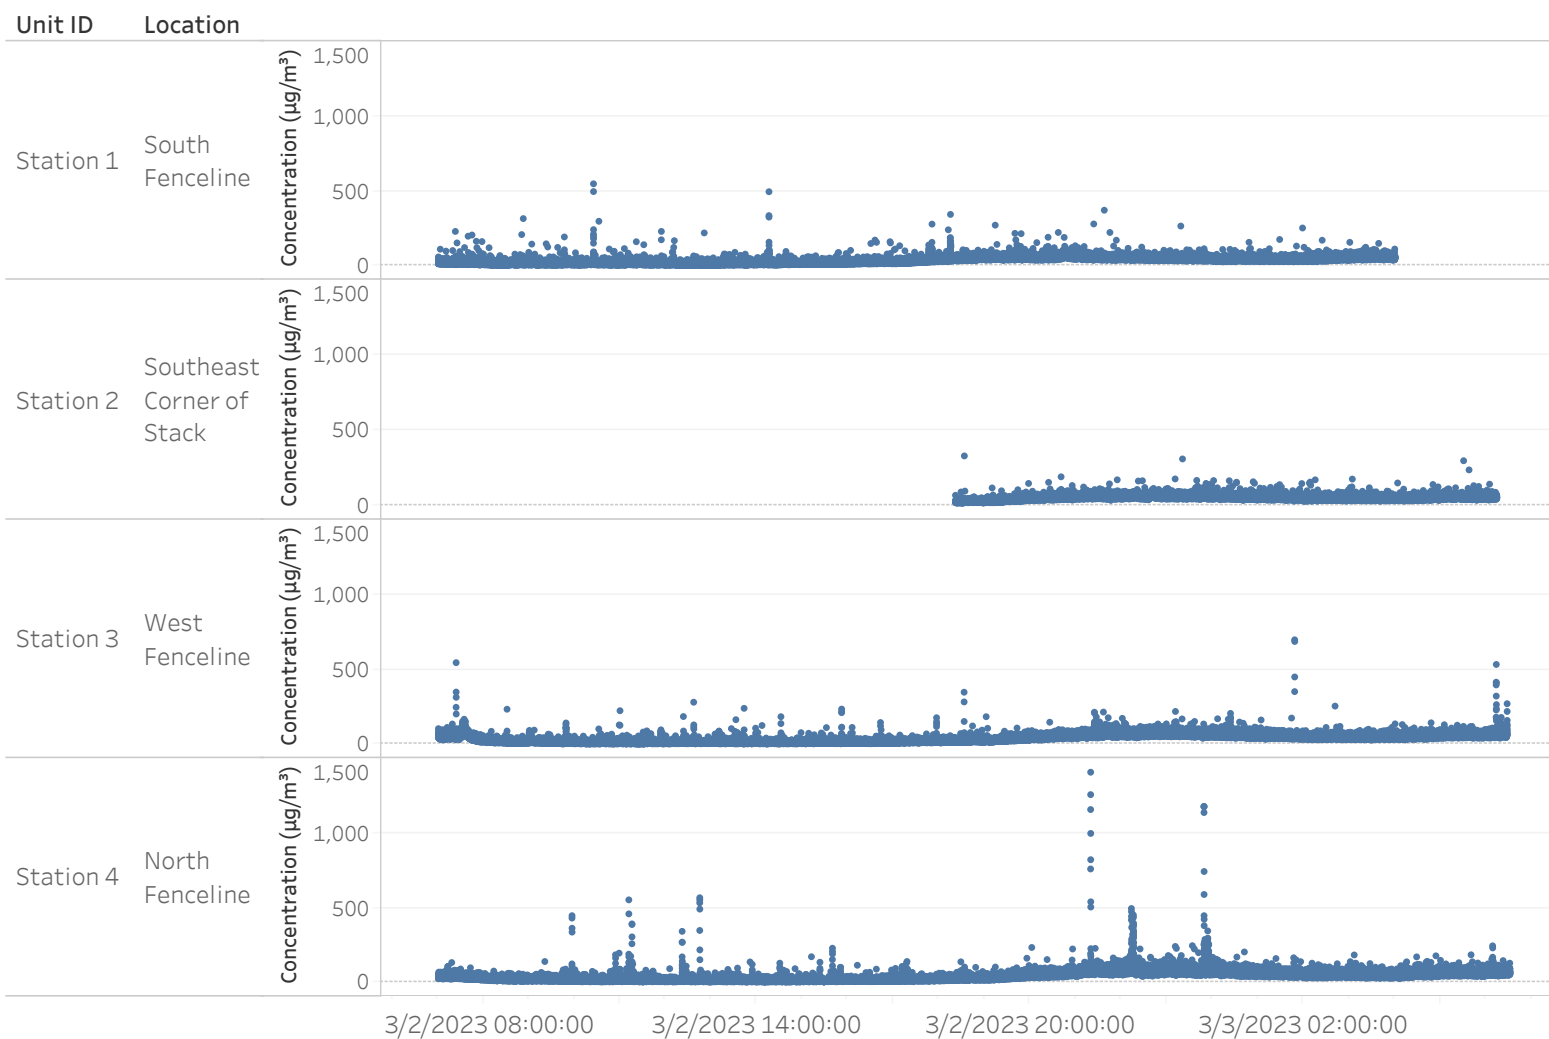 Unit ID Location
Station 1
South
Fenceline
Concentration (µg/m³)
1,500
1,000
500
0
Station 2
Southeast
Corner of
Stack
Concentration (µg/m³)
1,500
1,000
500
0
Station 3
West
Fenceline
Concentration (µg/m³)
1,500
1,000
500
0
Station 4
North
Fenceline
Concentration (µg/m³)
1,500
1,000
500
0
3/2/2023 08:00:00 3/2/2023 14:00:00 3/2/2023 20:00:00 3/3/2023 02:00:00